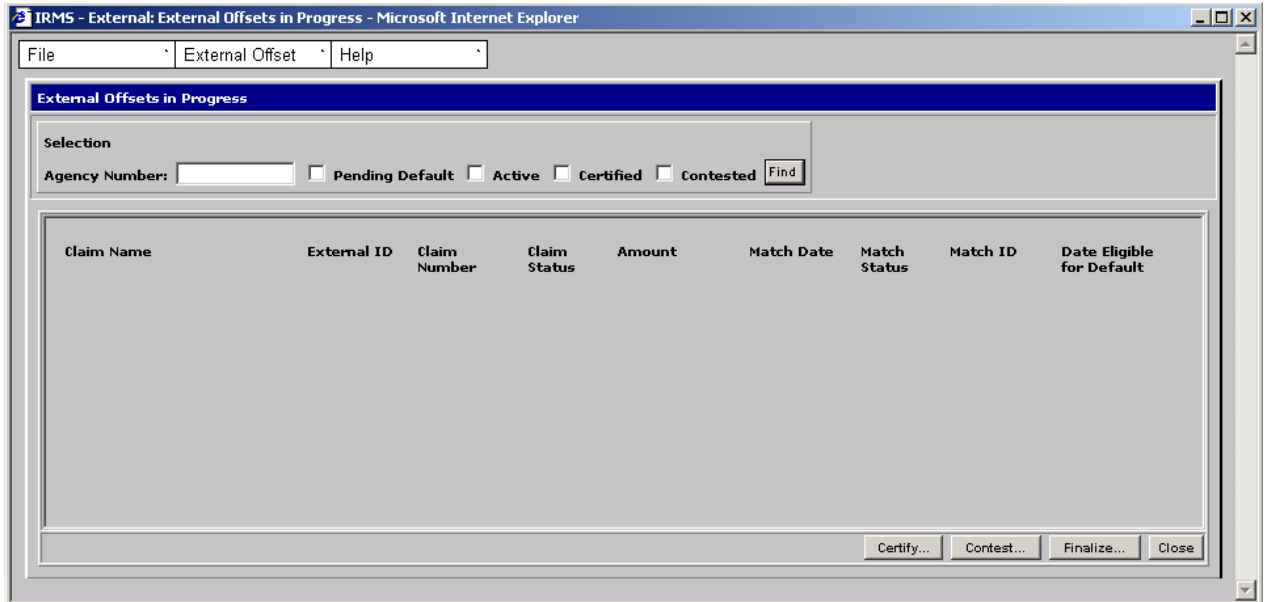 IRMS - External: External Offsets in Progress - Microsoft Internet Explorer
File External Offset Help
External Offsets in Progress
Selection
Agency Number: Pending Default Active Certified Contested Find
Claim Name External ID Claim Number Claim Status Amount Match Date Match Status Match ID Date Eligible for Default
Certify... Contest... Finalize... Close